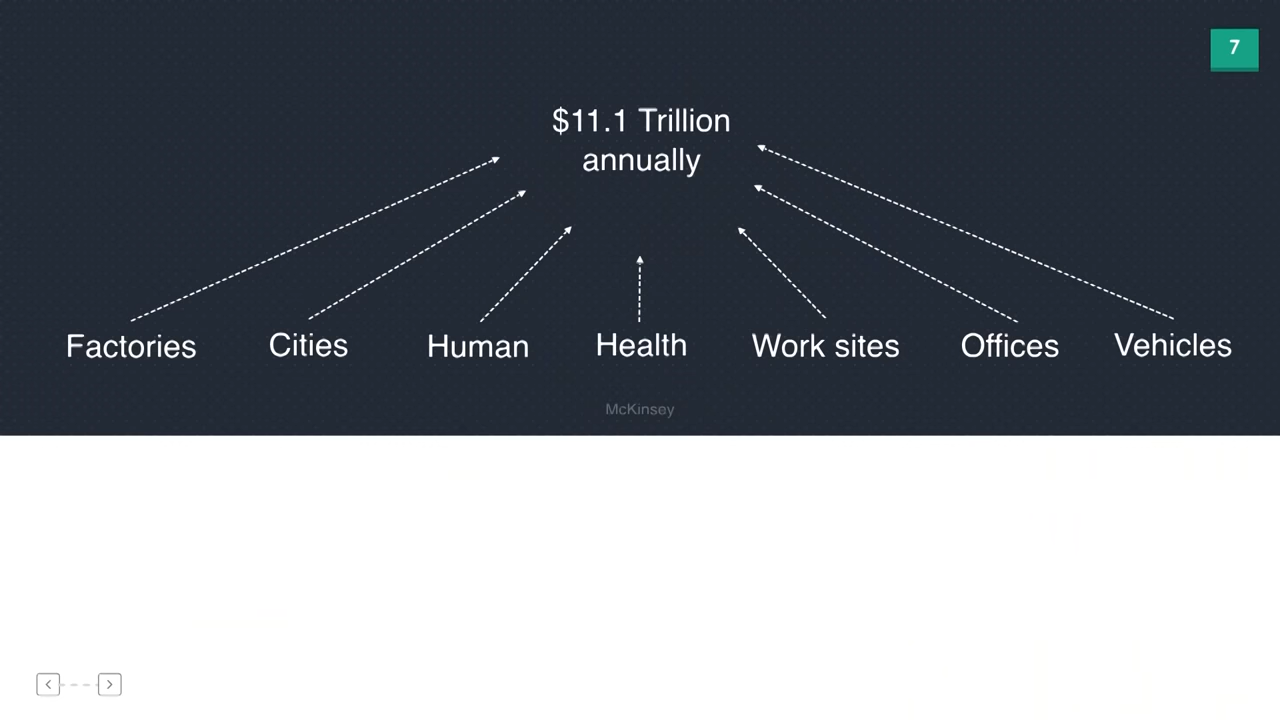 7
$11.1 Trillion
annually
Factories Cities Human Health Work sites Offices Vehicles
McKinsey